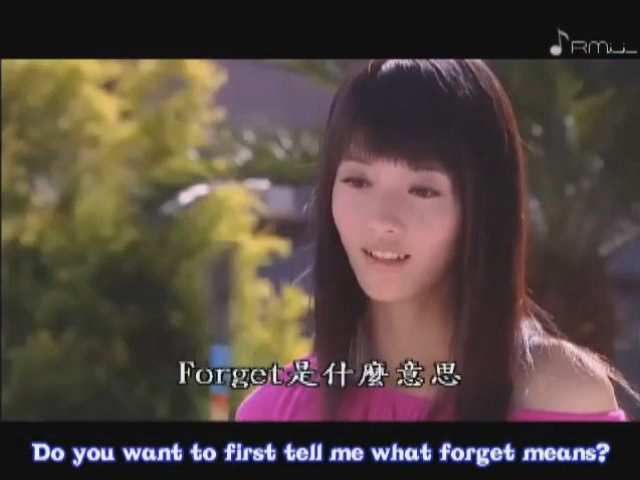 Forget是什麼意思
Do you want to first tell me what forget means?